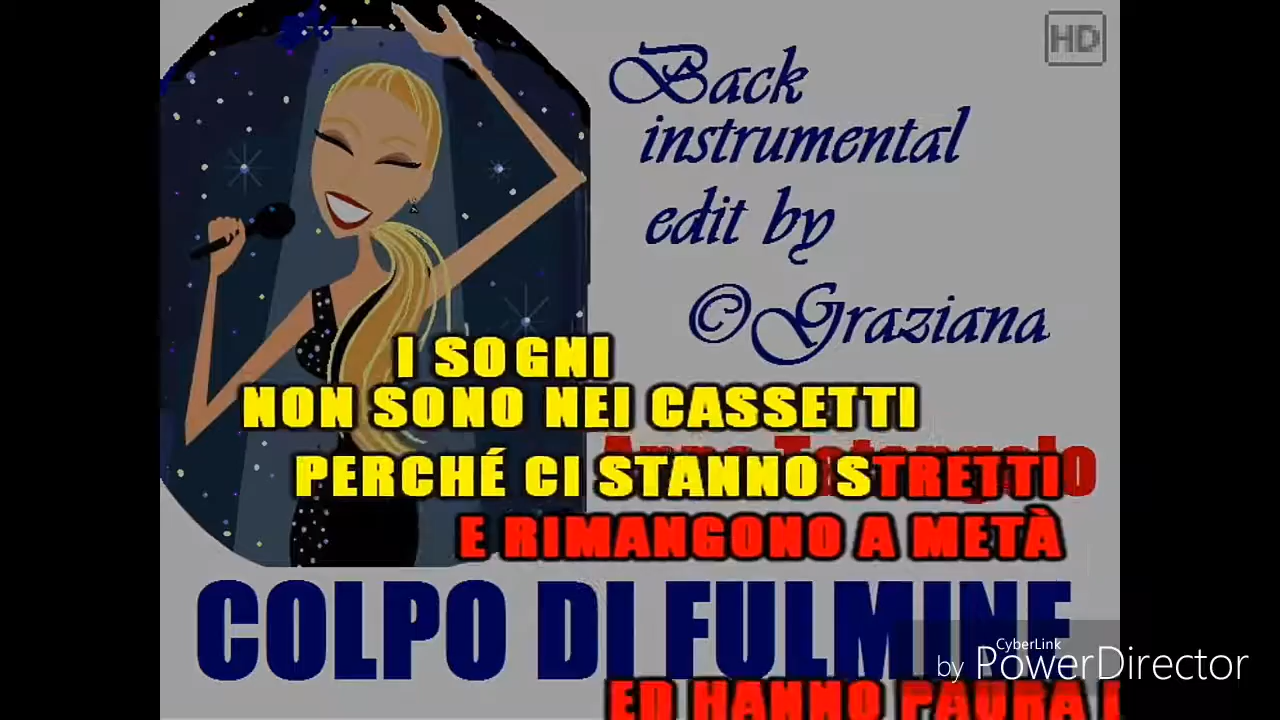 HD
Back
instrumental
edit by
©Graziana
I SOGNI
NON SONO NEI CASSETTI
PERCHÉ CI STANNO STRETTI
E RIMANGONO A METÀ
COLPO DI FULMINE
CyberLink
by PowerDirector
ED HANNO PAURA